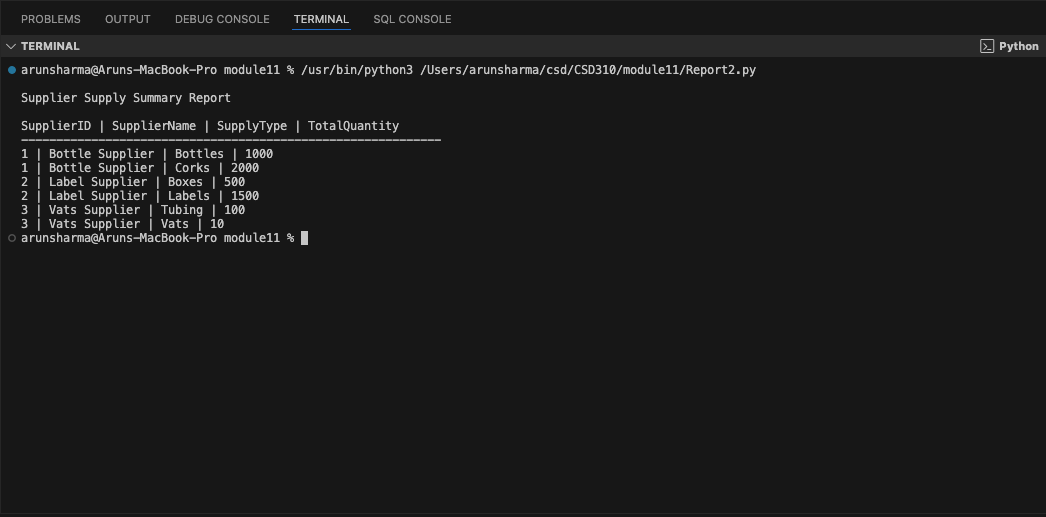 PROBLEMS OUTPUT DEBUG CONSOLE TERMINAL SQL CONSOLE
TERMINAL Python
arunsharma@Aruns-MacBook-Pro module11 % /usr/bin/python3 /Users/arunsharma/csd/CSD310/module11/Report2.py
Supplier Supply Summary Report
SupplierID | SupplierName | SupplyType | TotalQuantity
------------------------------------------------------------
1 | Bottle Supplier | Bottles | 1000
1 | Bottle Supplier | Corks | 2000
2 | Label Supplier | Boxes | 500
2 | Label Supplier | Labels | 1500
3 | Vats Supplier | Tubing | 100
3 | Vats Supplier | Vats | 10
arunsharma@Aruns-MacBook-Pro module11 %